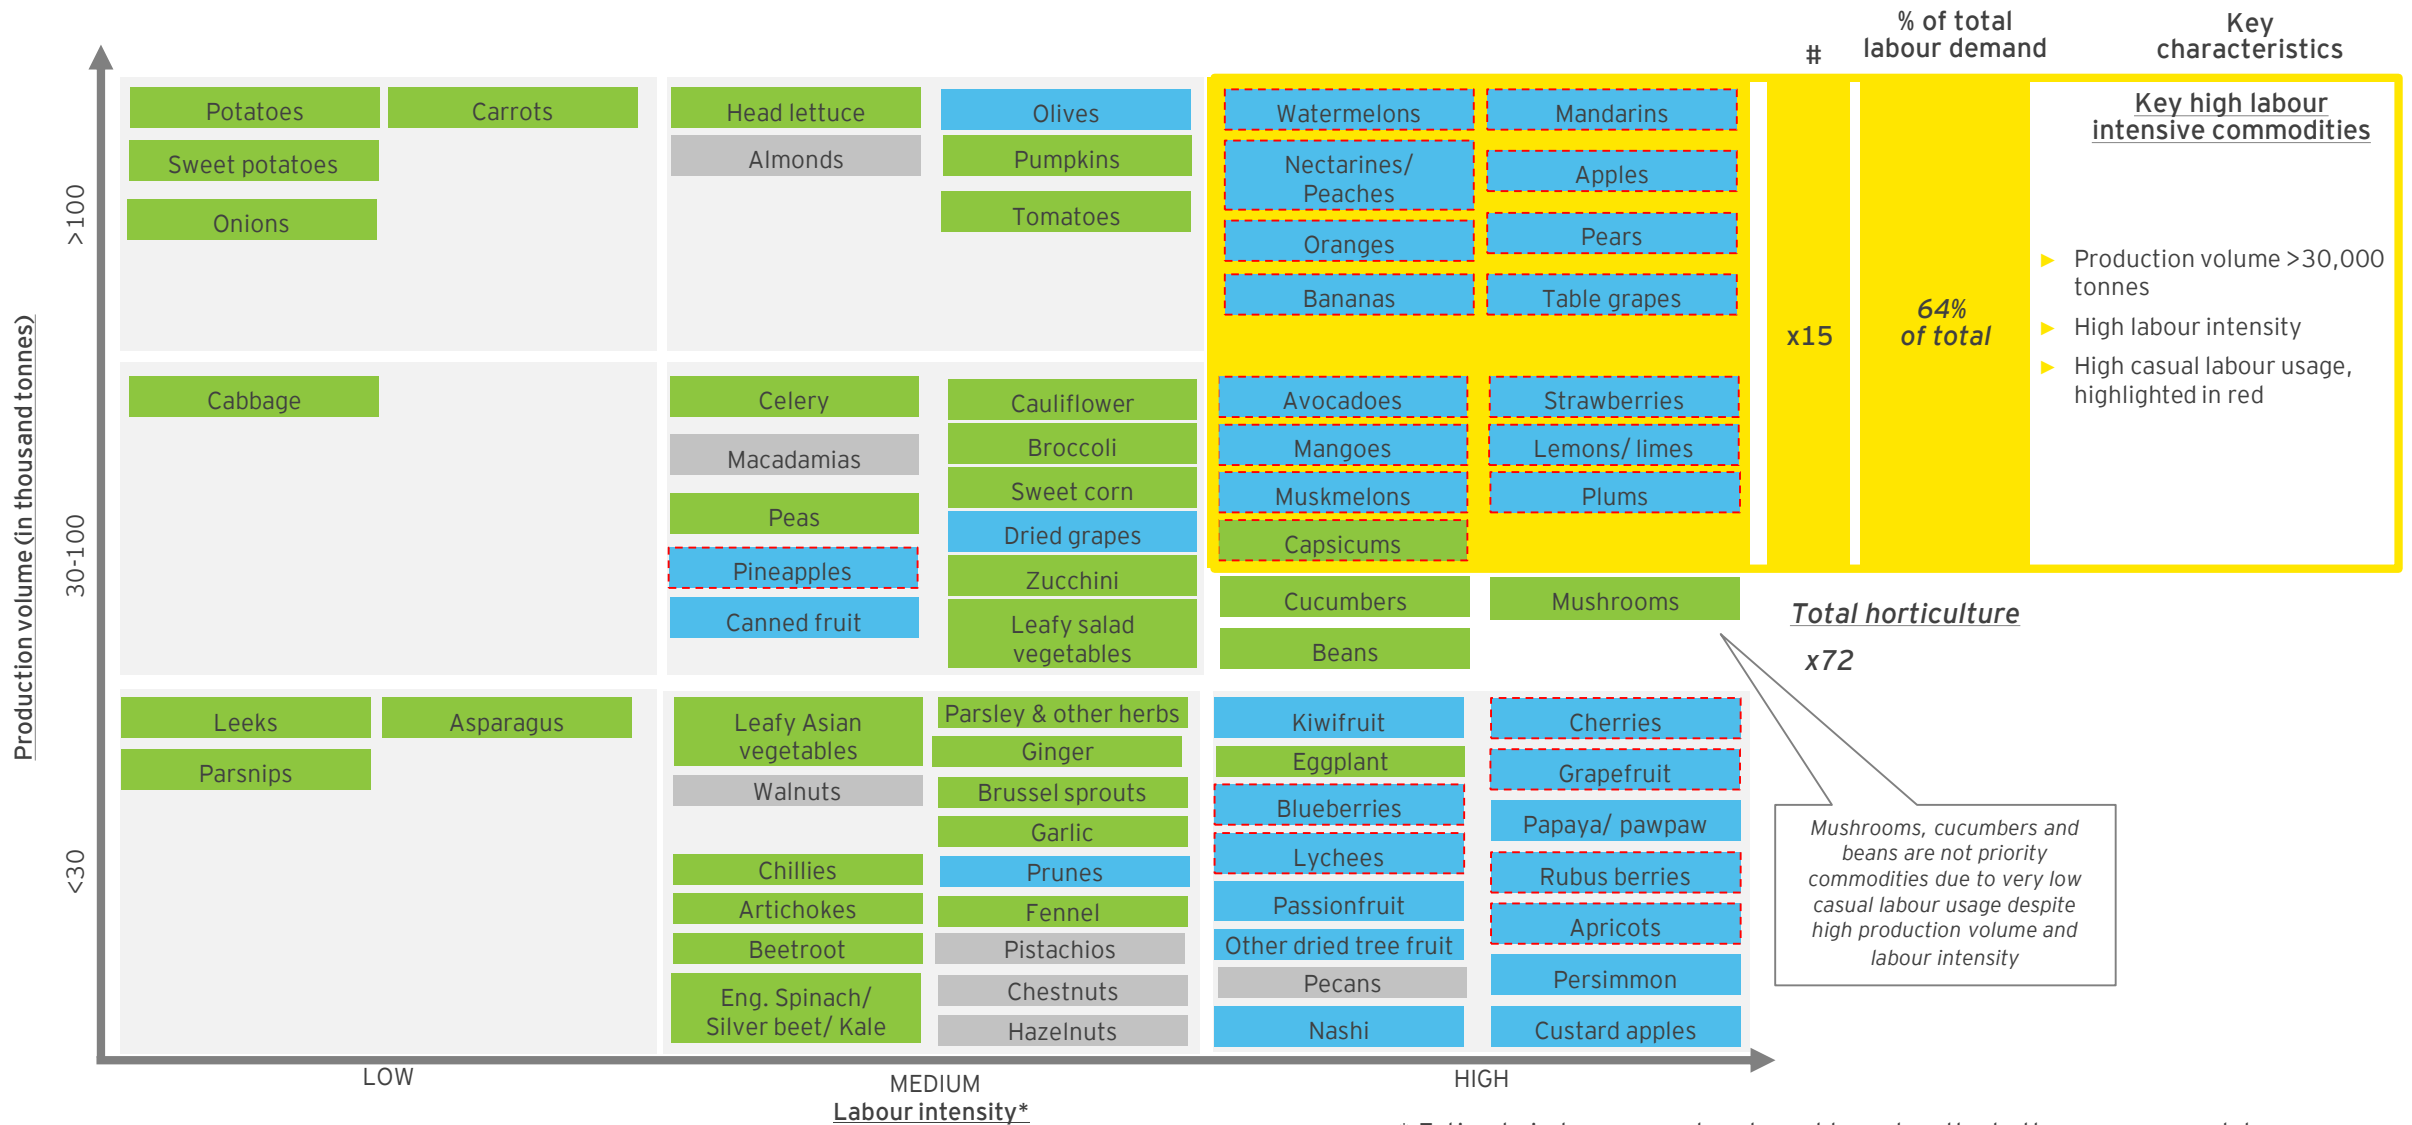 #
% of total
labour demand
Key
characteristics
Production volume (in thousand tonnes)
>100
Potatoes
Carrots
Sweet potatoes
Onions
Head lettuce
Almonds
Olives
Pumpkins
Tomatoes
Watermelons
Mandarins
Nectarines/
Peaches
Apples
Oranges
Pears
Bananas
Table grapes
30-100
Cabbage
Celery
Macadamias
Peas
Pineapples
Canned fruit
Cauliflower
Broccoli
Sweet corn
Dried grapes
Zucchini
Leafy salad
vegetables
Avocadoes
Strawberries
Mangoes
Lemons/ limes
Muskmelons
Plums
Capsicums
Cucumbers
Mushrooms
Beans
x15
64%
of total
Key high labour
intensive commodities
► Production volume >30,000
tonnes
► High labour intensity
► High casual labour usage,
highlighted in red
Total horticulture
x72
<30
Leeks
Asparagus
Parsnips
Leafy Asian
vegetables
Walnuts
Chillies
Artichokes
Beetroot
Eng. Spinach/
Silver beet/ Kale
Parsley & other herbs
Ginger
Brussel sprouts
Garlic
Prunes
Fennel
Pistachios
Chestnuts
Hazelnuts
Kiwifruit
Eggplant
Blueberries
Lychees
Passionfruit
Other dried tree fruit
Pecans
Nashi
Cherries
Grapefruit
Papaya/ pawpaw
Rubus berries
Apricots
Persimmon
Custard apples
Mushrooms, cucumbers and
beans are not priority
commodities due to very low
casual labour usage despite
high production volume and
labour intensity
LOW
MEDIUM
HIGH
Labour intensity*